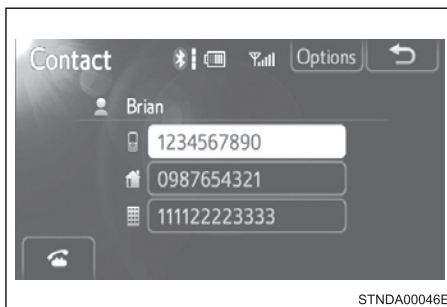 Contact Options
Brian
1234567890
0987654321
111122223333
STNDA00046E